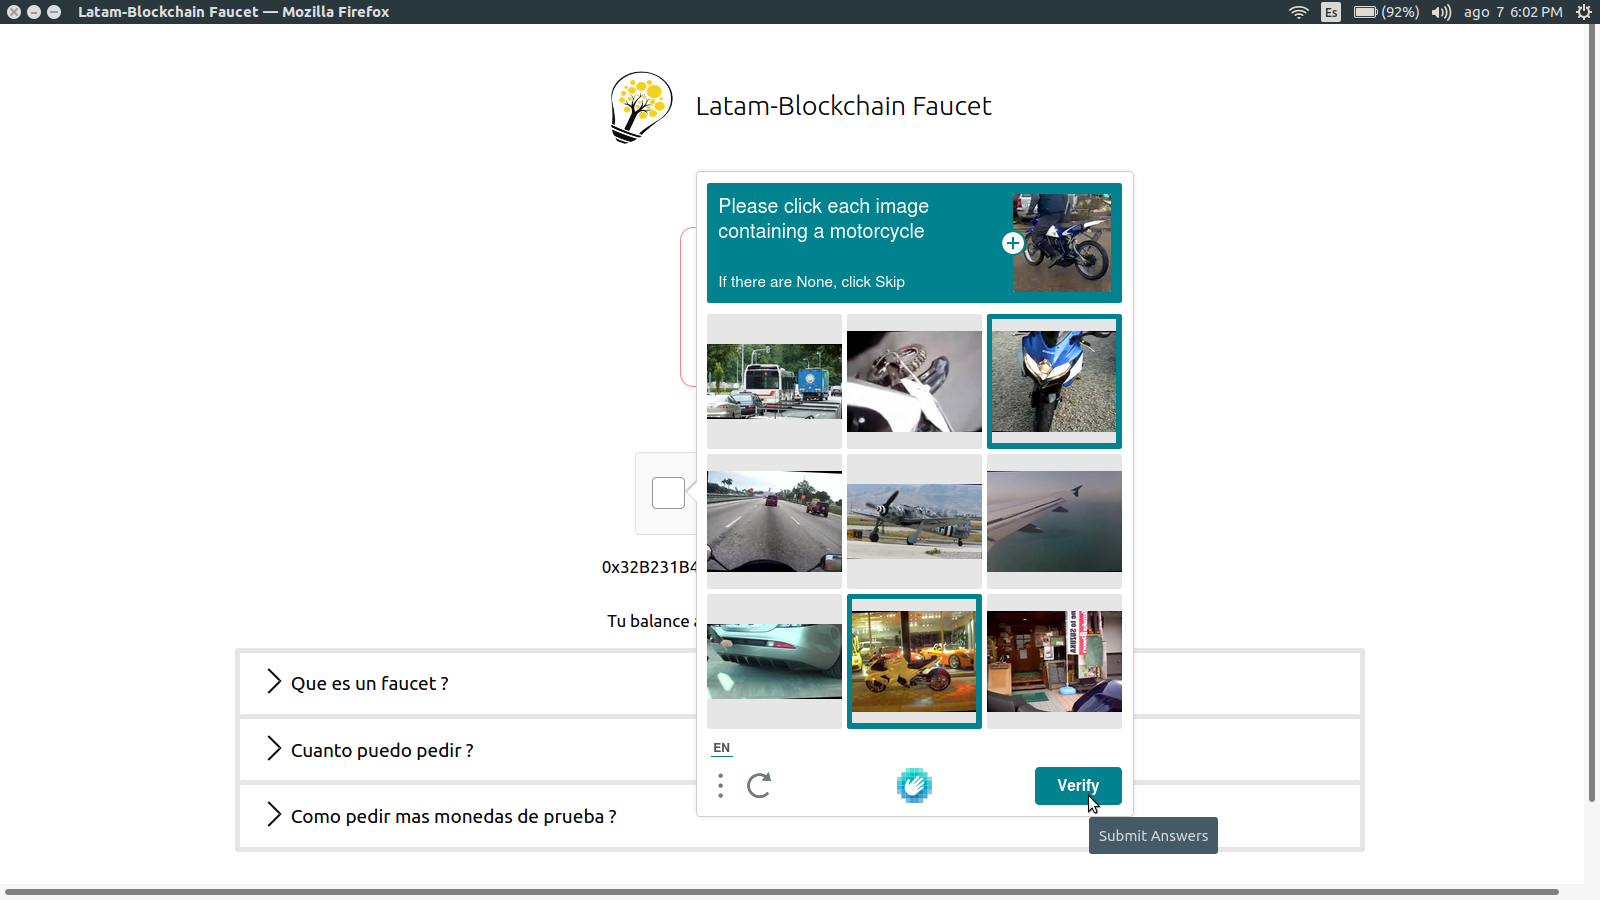 Latam-Blockchain Faucet — Mozilla Firefox
Es
(92%)
ago 7 6:02 PM
Latam-Blockchain Faucet
Please click each image
containing a motorcycle
If there are None, click Skip
0x32B231B4
Tu balance a
EN
Verify
Submit Answers
Que es un faucet ?
Cuanto puedo pedir ?
Como pedir mas monedas de prueba ?